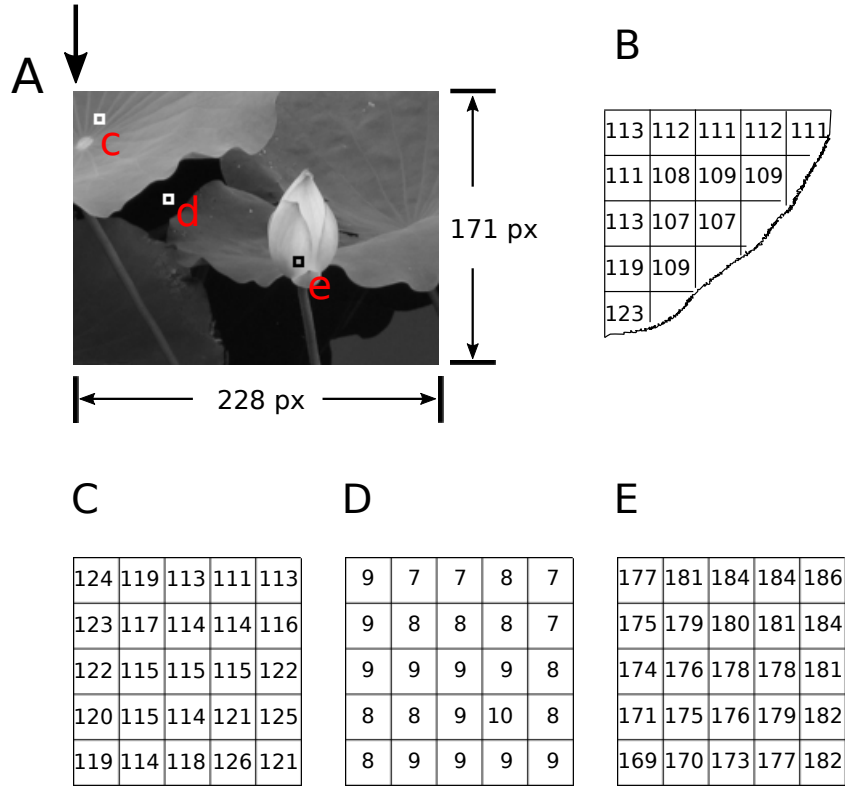 A
B
c
d
e
171 px
228 px
113 112 111 112 111
111 108 109 109
113 107 107
119 109
123
C
D
E
124 119 113 111 113
123 117 114 114 116
122 115 115 115 122
120 115 114 121 125
119 114 118 126 121
9 7 7 8 7
9 8 8 8 7
9 9 9 9 8
8 8 9 10 8
8 9 9 9 9
177 181 184 184 186
175 179 180 181 184
174 176 178 178 181
171 175 176 179 182
169 170 173 177 182